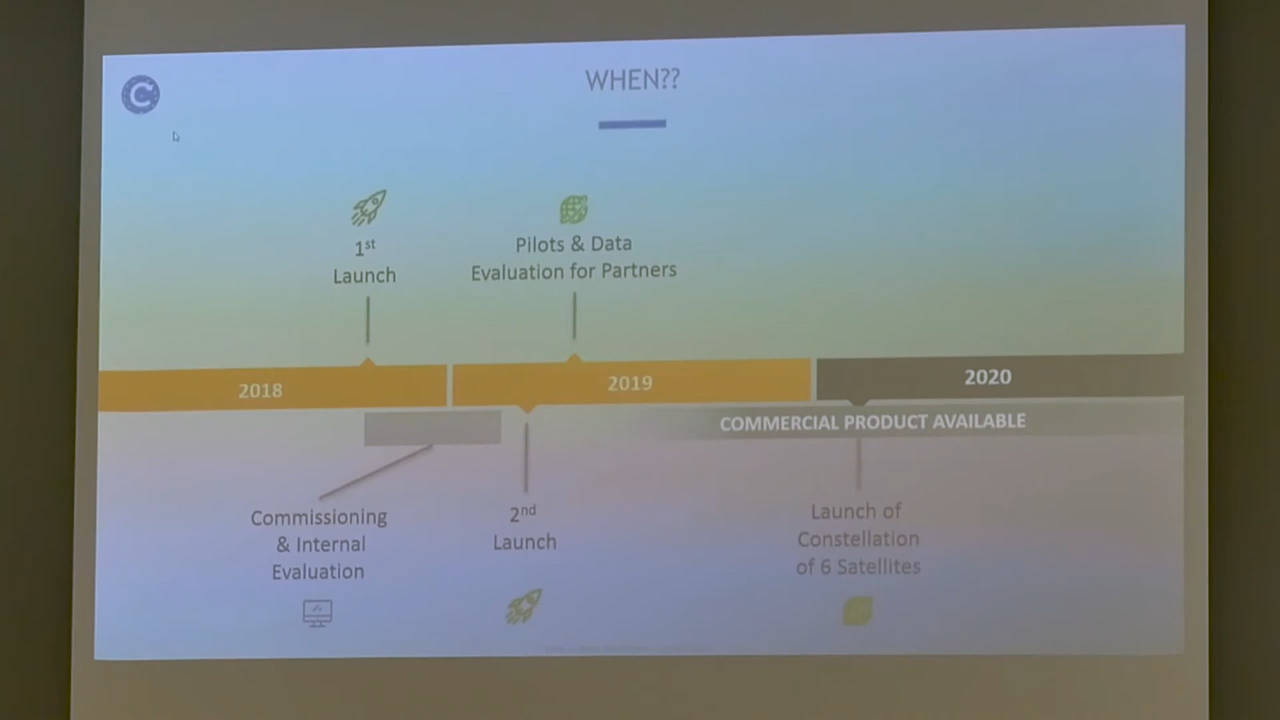 C
WHEN??
1st
Launch
Pilots & Data
Evaluation for Partners
2018
2019
2020
COMMERCIAL PRODUCT AVAILABLE
Commissioning
& Internal
Evaluation
2nd
Launch
Launch of
Constellation
of 6 Satellites